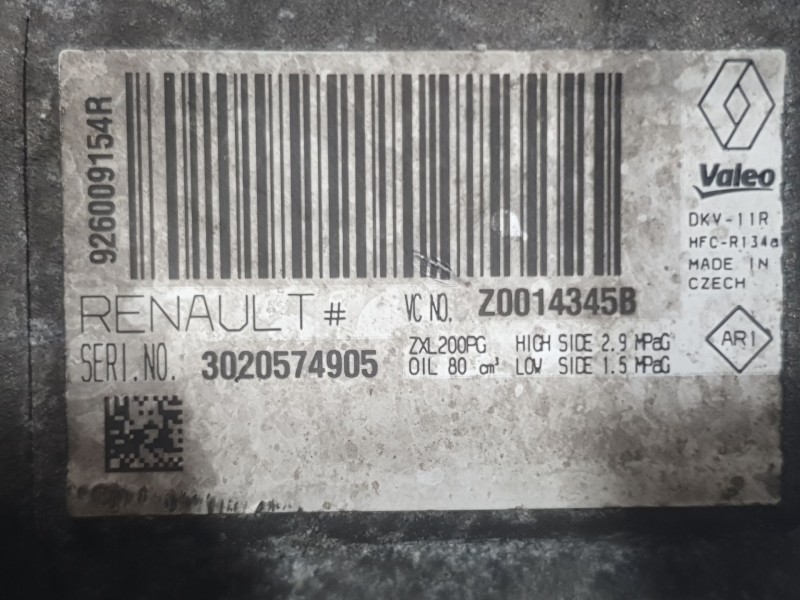 926009154R
RENAULT #
VC NO. Z0014345B
SERI.NO. 3020574905
ZXL200PG HIGH SIDE 2.9 MPaG
OIL 80 cm³ LOW SIDE 1.5 MPaG
Valeo
DKV-11R
HFC-R134a
MADE IN
CZECH
AR1